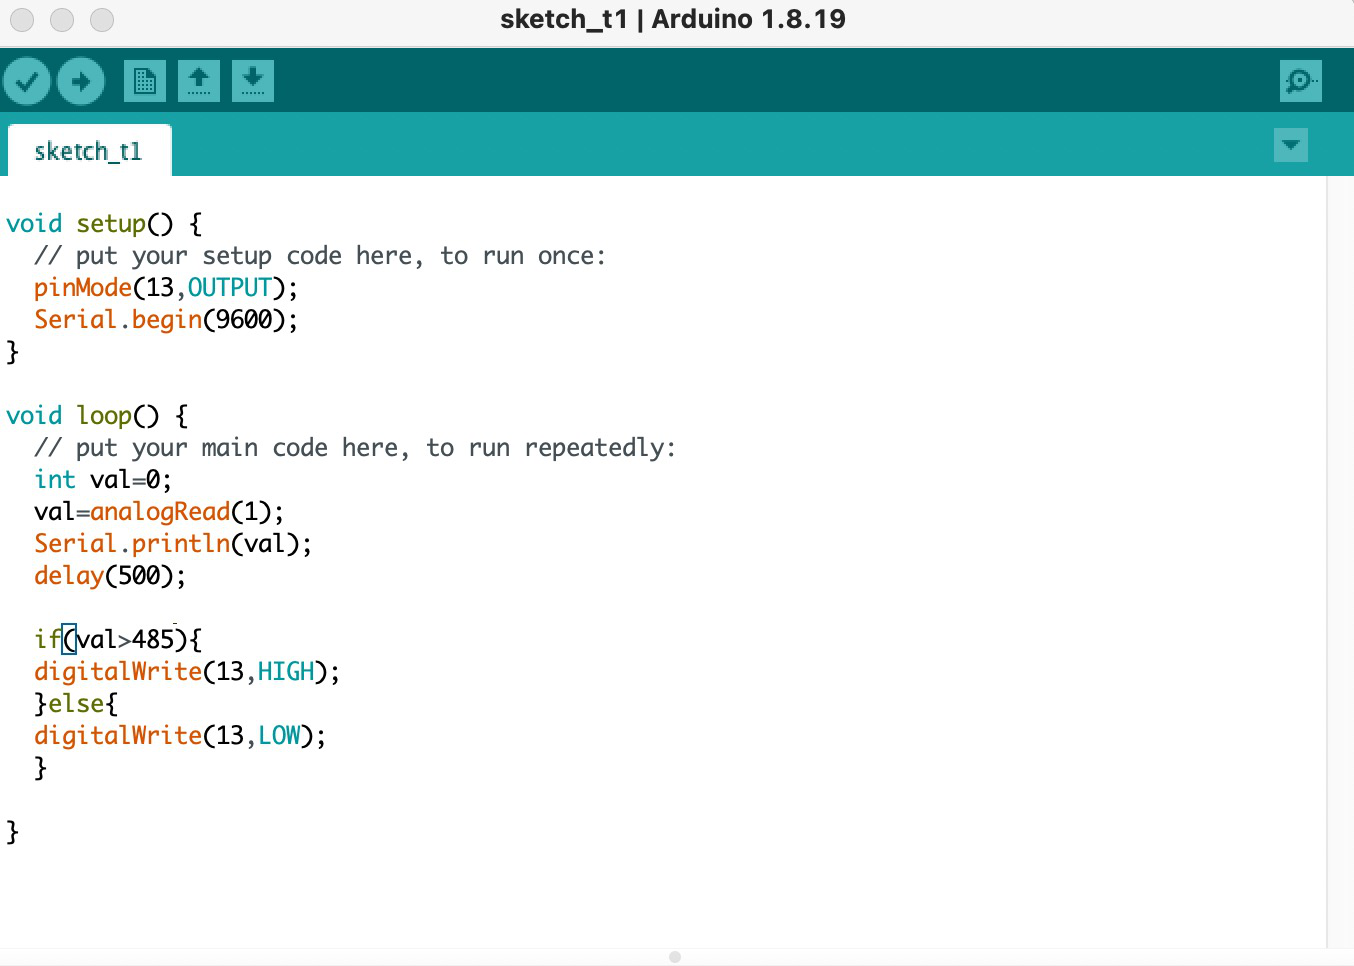 sketch_t1 | Arduino 1.8.19
sketch_t1
void setup() {
  // put your setup code here, to run once:
  pinMode(13,OUTPUT);
  Serial.begin(9600);
}
void loop() {
  // put your main code here, to run repeatedly:
  int val=0;
  val=analogRead(1);
  Serial.println(val);
  delay(500);
  if(val>485){
  digitalWrite(13,HIGH);
  }else{
  digitalWrite(13,LOW);
  }
}